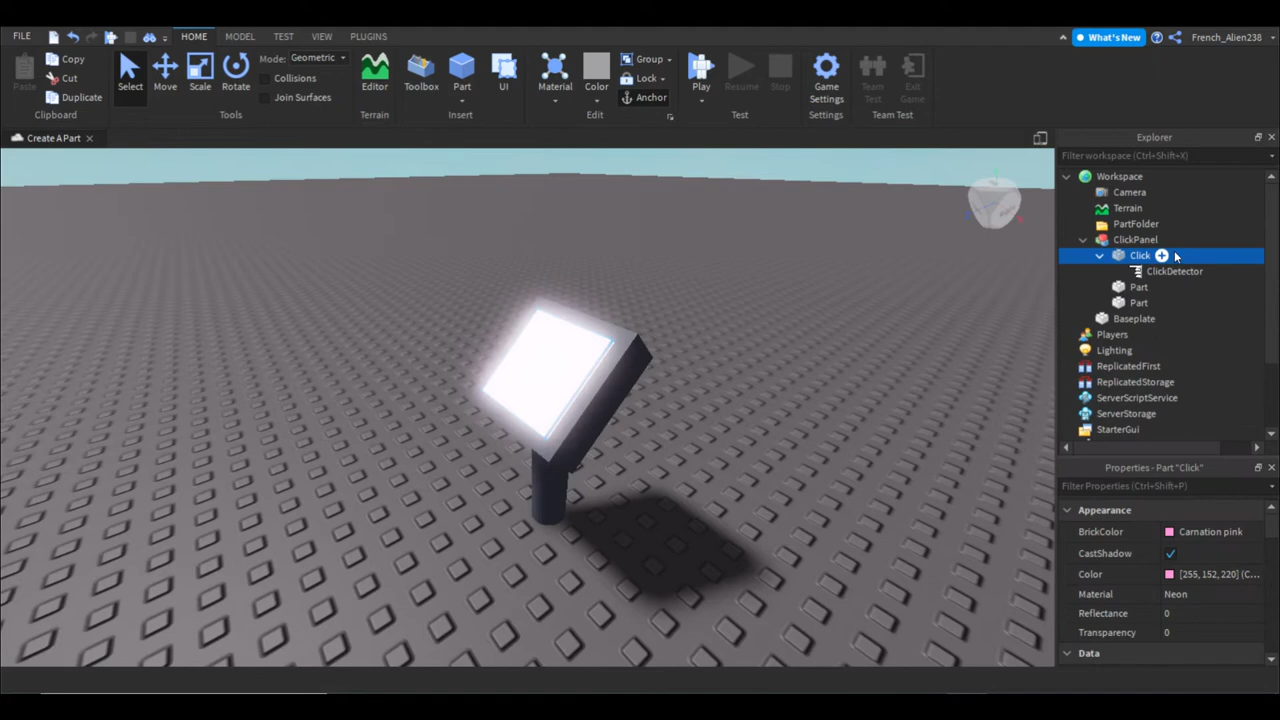 FILE HOME MODEL TEST VIEW PLUGINS What's New French_Alien238
Paste Copy Cut Duplicate Clipboard
Select Move Scale Rotate Mode: Geometric Collisions Join Surfaces Tools
Editor Terrain
Toolbox Part UI Insert
Material Color Group Lock Anchor Edit
Play Resume Stop Test
Game Settings Settings
Team Test Exit Game Team Test
Create A Part
Explorer
Filter workspace (Ctrl+Shift+X)
Workspace
Camera
Terrain
PartFolder
ClickPanel
Click
ClickDetector
Part
Part
Baseplate
Players
Lighting
ReplicatedFirst
ReplicatedStorage
ServerScriptService
ServerStorage
StarterGui
Properties - Part "Click"
Filter Properties (Ctrl+Shift+P)
Appearance
BrickColor Carnation pink
CastShadow
Color [255, 152, 220] (C...
Material Neon
Reflectance 0
Transparency 0
Data